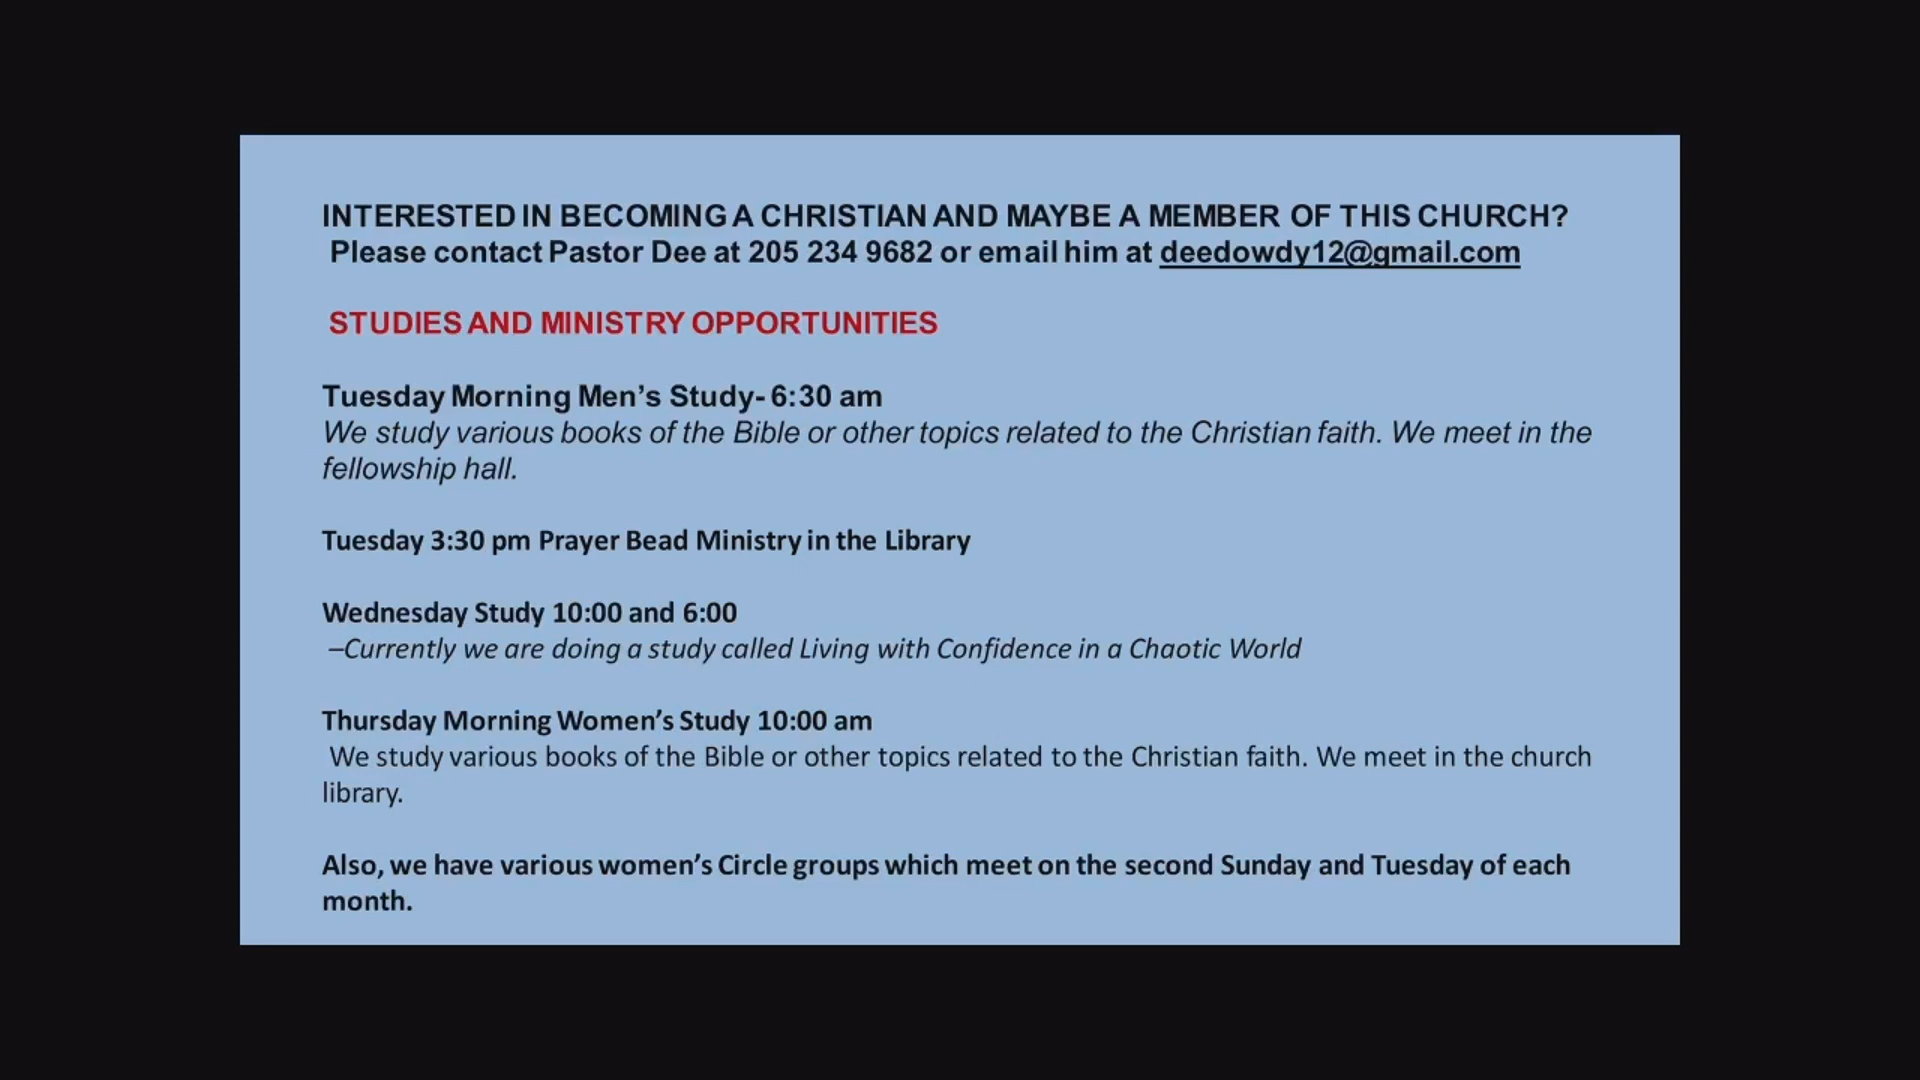 INTERESTED IN BECOMING A CHRISTIAN AND MAYBE A MEMBER OF THIS CHURCH?
Please contact Pastor Dee at 205 234 9682 or email him at deedowdy12@gmail.com
STUDIES AND MINISTRY OPPORTUNITIES
Tuesday Morning Men’s Study- 6:30 am
We study various books of the Bible or other topics related to the Christian faith. We meet in the
fellowship hall.
Tuesday 3:30 pm Prayer Bead Ministry in the Library
Wednesday Study 10:00 and 6:00
–Currently we are doing a study called Living with Confidence in a Chaotic World
Thursday Morning Women’s Study 10:00 am
We study various books of the Bible or other topics related to the Christian faith. We meet in the church
library.
Also, we have various women’s Circle groups which meet on the second Sunday and Tuesday of each
month.